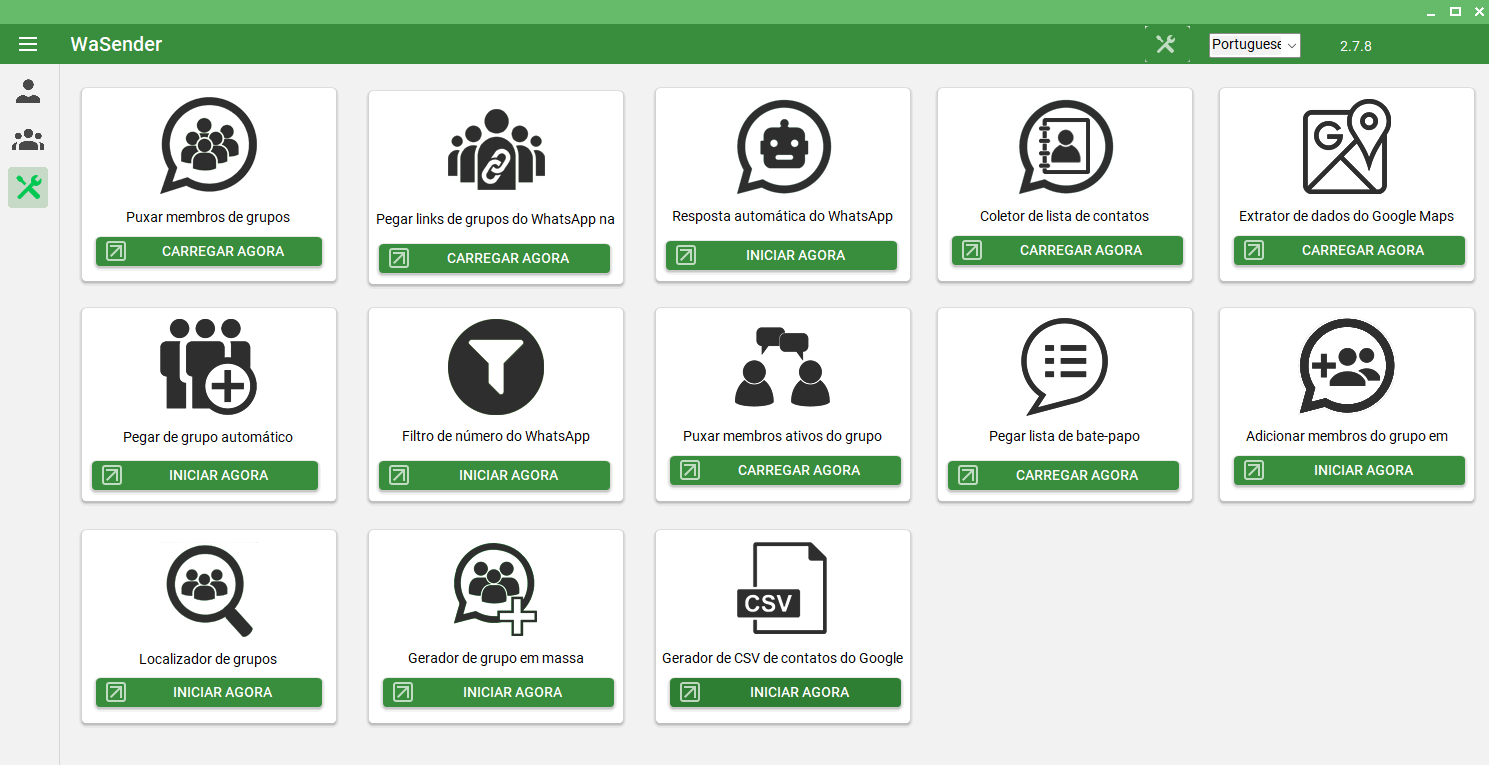 WaSender
Portuguese
2.7.8
Puxar membros de grupos
CARREGAR AGORA
Pegar links de grupos do WhatsApp na
CARREGAR AGORA
Resposta automática do WhatsApp
INICIAR AGORA
Coletor de lista de contatos
CARREGAR AGORA
G
Extrator de dados do Google Maps
CARREGAR AGORA
Pegar de grupo automático
INICIAR AGORA
Filtro de número do WhatsApp
INICIAR AGORA
Puxar membros ativos do grupo
CARREGAR AGORA
Pegar lista de bate-papo
CARREGAR AGORA
Adicionar membros do grupo em
INICIAR AGORA
Localizador de grupos
INICIAR AGORA
Gerador de grupo em massa
INICIAR AGORA
CSV
Gerador de CSV de contatos do Google
INICIAR AGORA